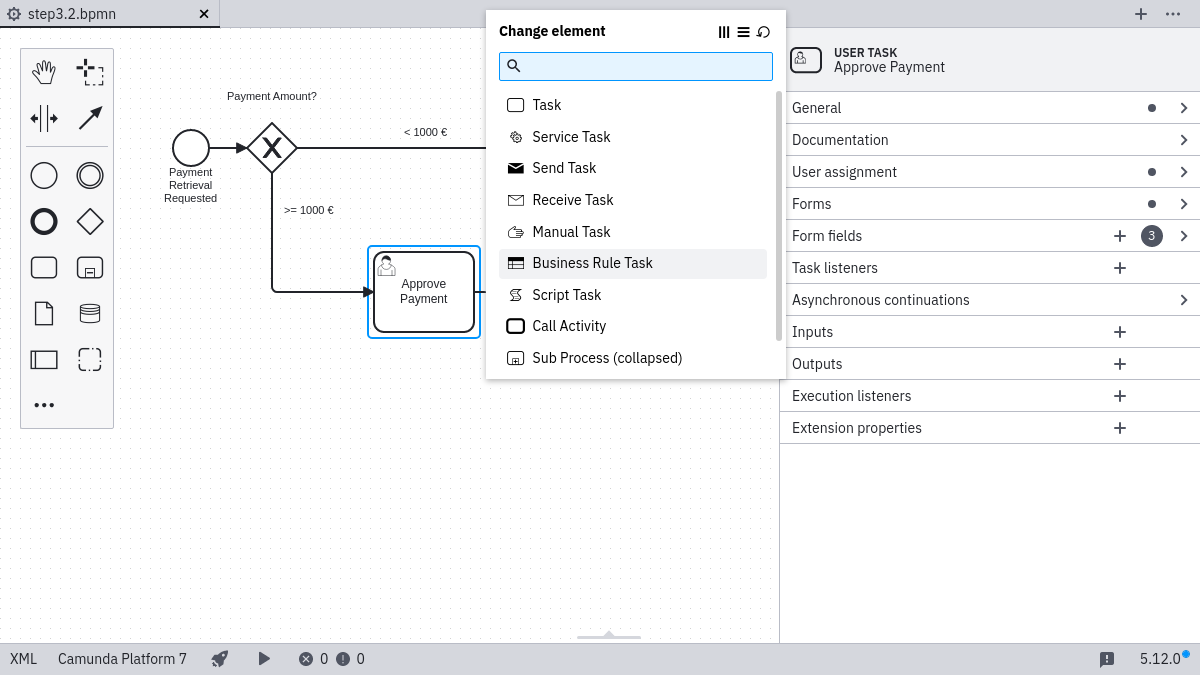 step3.2.bpmn
Payment Amount?
< 1000 €
Payment
Retrieval
Requested
>= 1000 €
Approve
Payment
Change element
Task
Service Task
Send Task
Receive Task
Manual Task
Business Rule Task
Script Task
Call Activity
Sub Process (collapsed)
USER TASK
Approve Payment
General
Documentation
User assignment
Forms
Form fields 3
Task listeners
Asynchronous continuations
Inputs
Outputs
Execution listeners
Extension properties
XML Camunda Platform 7 0 0 5.12.0